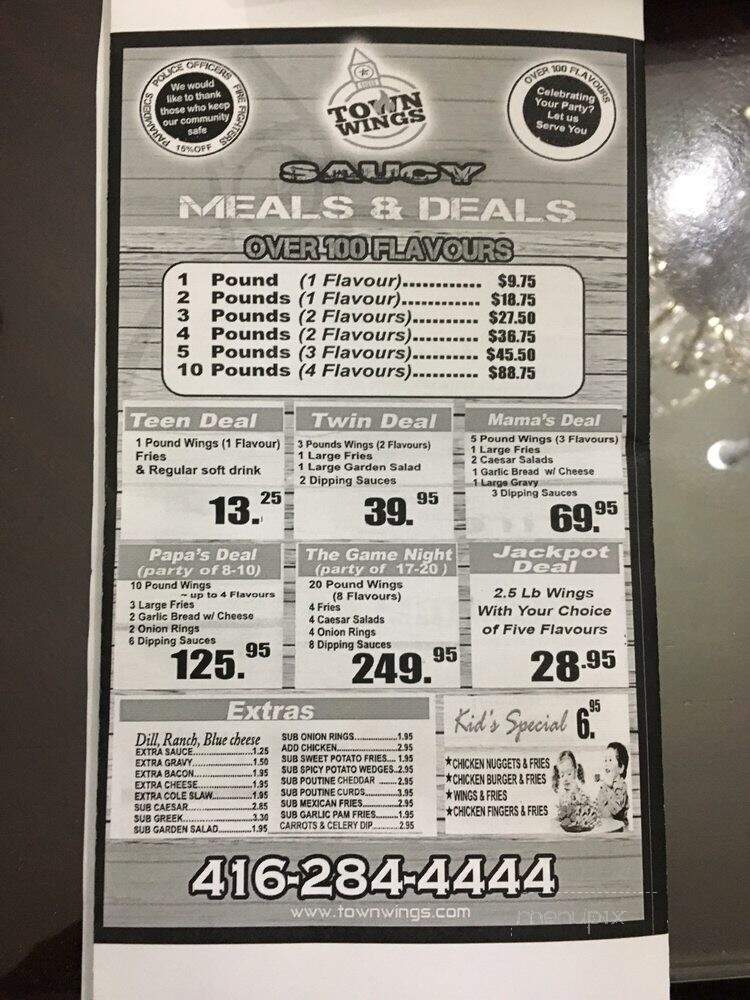 POLICE OFFICERS
FIRE FIGHTERS
PARAMEDICS
We would
like to thank
those who keep
our community
safe
15%OFF
TOWN
WINGS
OVER 100 FLAVOURS
Celebrating
Your Party?
Let us
Serve You
SAUCY
MEALS & DEALS
OVER 100 FLAVOURS
1 Pound (1 Flavour)............. $9.75
2 Pounds (1 Flavour)............. $18.75
3 Pounds (2 Flavours)........... $27.50
4 Pounds (2 Flavours)........... $36.75
5 Pounds (3 Flavours)........... $45.50
10 Pounds (4 Flavours)........... $88.75
Teen Deal
1 Pound Wings (1 Flavour)
Fries
& Regular soft drink
13.25
Twin Deal
3 Pounds Wings (2 Flavours)
1 Large Fries
1 Large Garden Salad
2 Dipping Sauces
39.95
Mama's Deal
5 Pound Wings (3 Flavours)
1 Large Fries
2 Caesar Salads
1 Garlic Bread w/ Cheese
1 Large Gravy
3 Dipping Sauces
69.95
Papa's Deal
(party of 8-10)
10 Pound Wings
~ up to 4 Flavours
3 Large Fries
2 Garlic Bread w/ Cheese
2 Onion Rings
6 Dipping Sauces
125.95
The Game Night
(party of 17-20 )
20 Pound Wings
(8 Flavours)
4 Fries
4 Caesar Salads
4 Onion Rings
8 Dipping Sauces
249.95
Jackpot
Deal
2.5 Lb Wings
With Your Choice
of Five Flavours
28.95
Extras
Dill, Ranch, Blue cheese
EXTRA SAUCE...................1.25
EXTRA GRAVY...................1.50
EXTRA BACON...................1.95
EXTRA CHEESE..................1.95
EXTRA COLE SLAW...........1.95
SUB CAESAR....................2.85
SUB GREEK.....................3.30
SUB GARDEN SALAD..........1.95
SUB ONION RINGS.............1.95
ADD CHICKEN...................2.95
SUB SWEET POTATO FRIES... 1.95
SUB SPICY POTATO WEDGES..2.95
SUB POUTINE CHEDDAR .......2.95
SUB POUTINE CURDS..........3.95
SUB MEXICAN FRIES...........2.95
SUB GARLIC PAM FRIES.......1.95
CARROTS & CELERY DIP.......2.95
Kid's Special 6.95
★CHICKEN NUGGETS & FRIES
★CHICKEN BURGER & FRIES
★WINGS & FRIES
★CHICKEN FINGERS & FRIES
416-284-4444
www.townwings.com
menupix